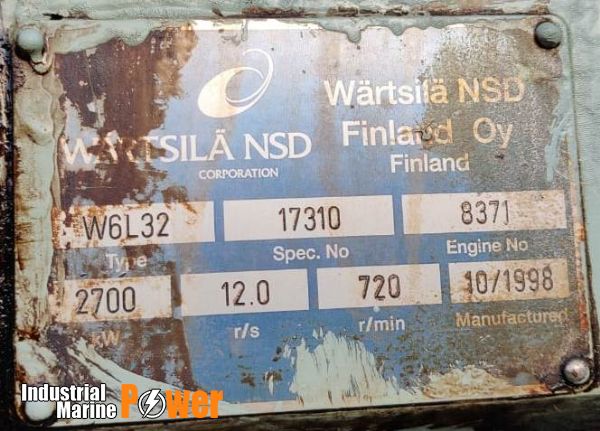 WÄRTSILÄ NSD
CORPORATION
Wärtsilä NSD
Finland Oy
Finland
W6L32 17310 8371
Type Spec. No Engine No
2700 12.0 720 10/1998
kW r/s r/min Manufactured
Industrial
Marine Power